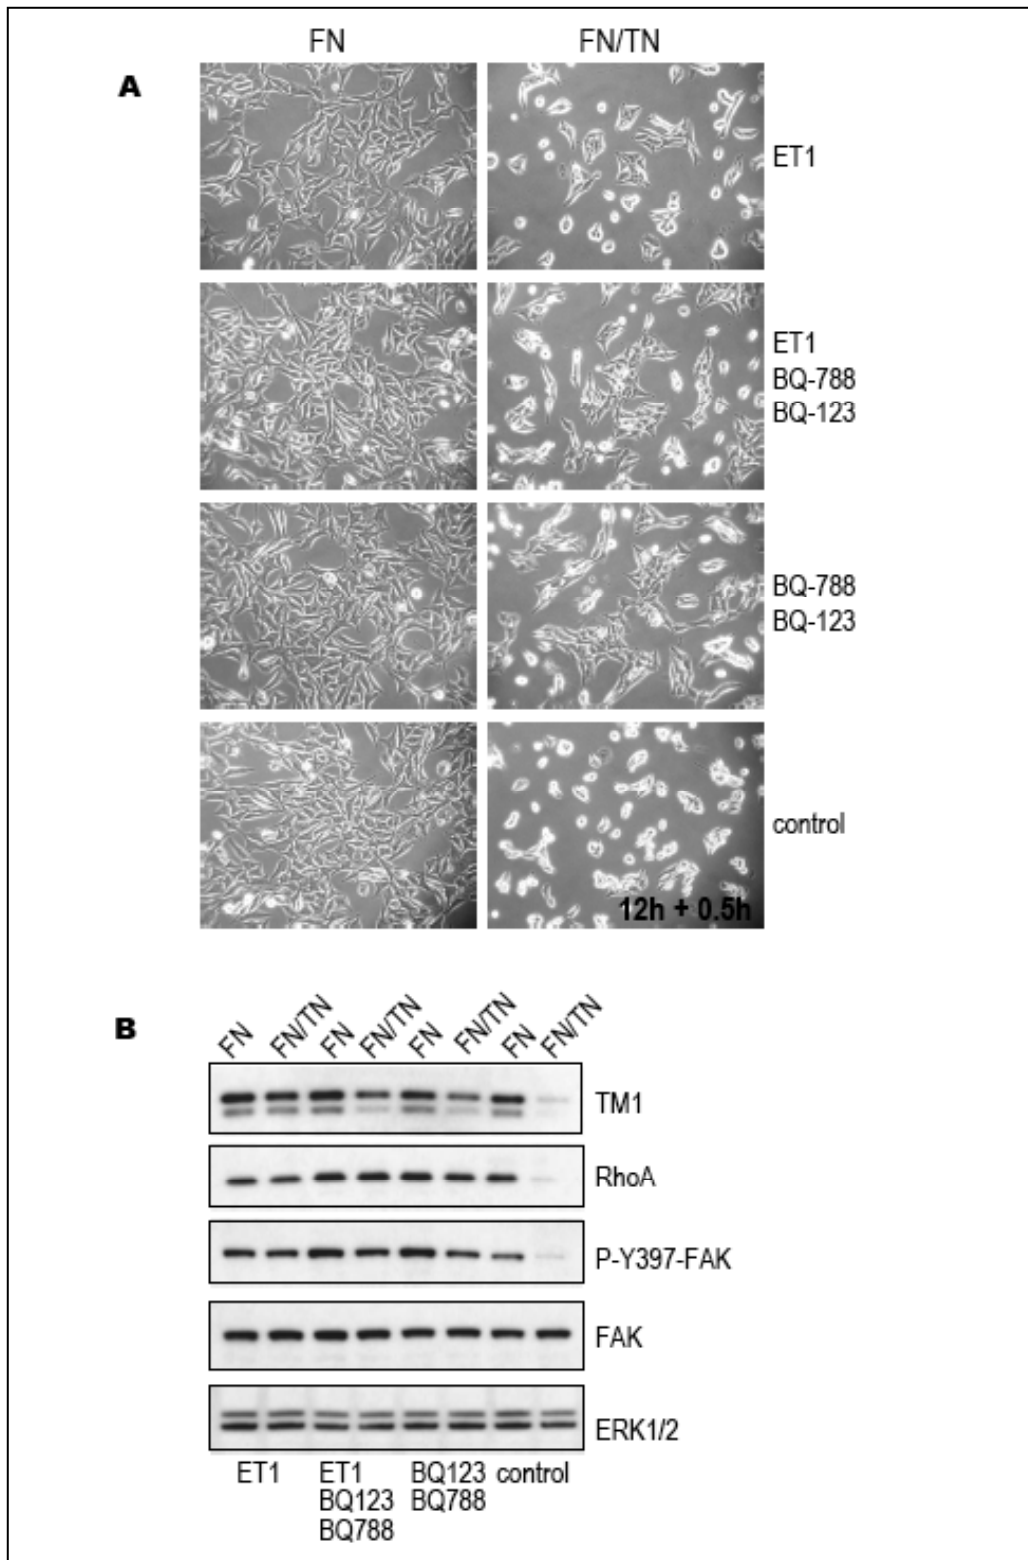 FN FN/TN
A
ET1
ET1
BQ-788
BQ-123
BQ-788
BQ-123
control
12h + 0.5h
B
FN FN/TN FN FN/TN FN FN/TN FN FN/TN
TM1
RhoA
P-Y397-FAK
FAK
ERK1/2
ET1 ET1 BQ123 control
BQ123 BQ788
BQ788